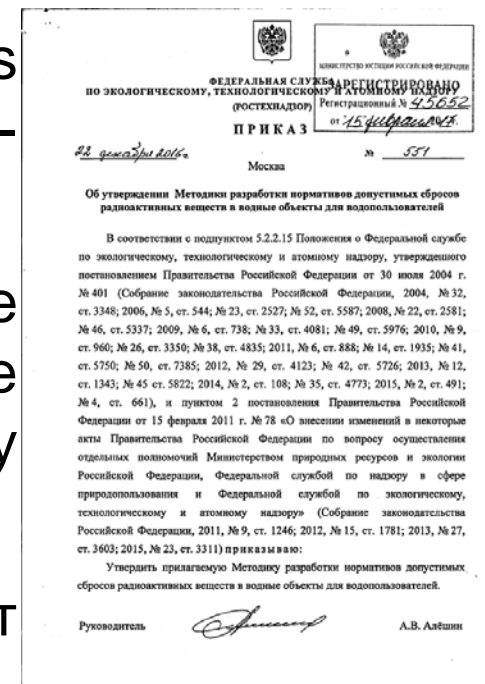 s
e
e
y
т
МИНИСТЕРСТВО ЮСТИЦИИ РОССИЙСКОЙ ФЕДЕРАЦИИ
ЗАРЕГИСТРИРОВАНО
Регистрационный № 45652
от "15 февраля 2017.
ФЕДЕРАЛЬНАЯ СЛУЖБА
ПО ЭКОЛОГИЧЕСКОМУ, ТЕХНОЛОГИЧЕСКОМУ И АТОМНОМУ НАДЗОРУ
(РОСТЕХНАДЗОР)
ПРИКАЗ
22 декабря 2016г. № 551
Москва
Об утверждении Методики разработки нормативов допустимых сбросов
радиоактивных веществ в водные объекты для водопользователей
В соответствии с подпунктом 5.2.2.15 Положения о Федеральной службе
по экологическому, технологическому и атомному надзору, утвержденного
постановлением Правительства Российской Федерации от 30 июля 2004 г.
№ 401 (Собрание законодательства Российской Федерации, 2004, № 32,
ст. 3348; 2006, № 5, ст. 544; № 23, ст. 2527; № 52, ст. 5587; 2008, № 22, ст. 2581;
№ 46, ст. 5337; 2009, № 6, ст. 738; № 33, ст. 4081; № 49, ст. 5976; 2010, № 9,
ст. 960; № 26, ст. 3350; № 38, ст. 4835; 2011, № 6, ст. 888; № 14, ст. 1935; № 41,
ст. 5750; № 50, ст. 7385; 2012, № 29, ст. 4123; № 42, ст. 5726; 2013, № 12,
ст. 1343; № 45 ст. 5822; 2014, № 2, ст. 108; № 35, ст. 4773; 2015, № 2, ст. 491;
№ 4, ст. 661), и пунктом 2 постановления Правительства Российской
Федерации от 15 февраля 2011 г. № 78 «О внесении изменений в некоторые
акты Правительства Российской Федерации по вопросу осуществления
отдельных полномочий Министерством природных ресурсов и экологии
Российской Федерации, Федеральной службой по надзору в сфере
природопользования и Федеральной службой по экологическому,
технологическому и атомному надзору» (Собрание законодательства
Российской Федерации, 2011, № 9, ст. 1246; 2012, № 15, ст. 1781; 2013, № 27,
ст. 3603; 2015, № 23, ст. 3311) приказываю:
Утвердить прилагаемую Методику разработки нормативов допустимых
сбросов радиоактивных веществ в водные объекты для водопользователей.
Руководитель А.В. Алёшин